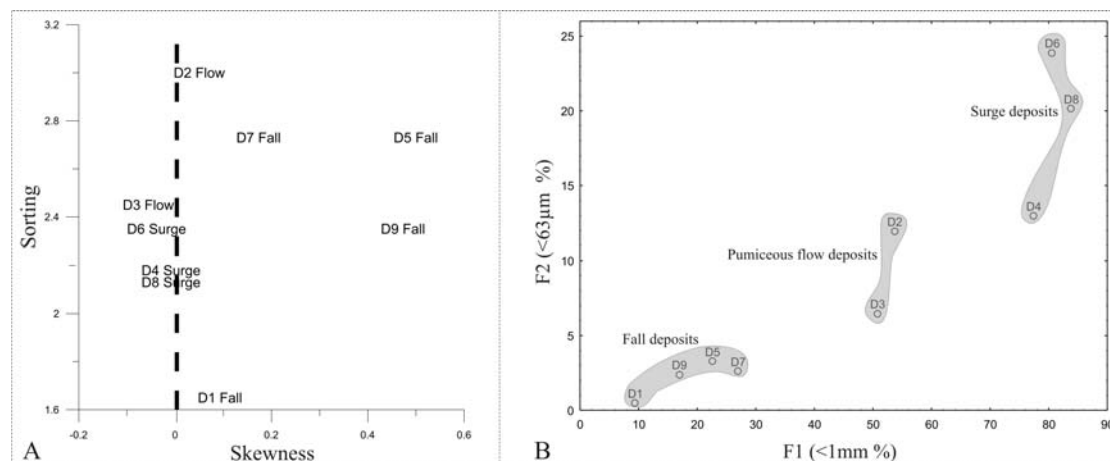 3.2
2.8
2.4
2
1.6
Sorting
D2 Flow
D7 Fall
D5 Fall
D3 Flow
D6 Surge
D9 Fall
D4 Surge
D8 Surge
D1 Fall
-0.2
0
0.2
0.4
0.6
A
Skewness
25
20
15
10
5
0
F2 (<63µm %)
D6
D8
Surge deposits
D4
D2
Pumiceous flow deposits
D3
Fall deposits
D5
D7
D9
D1
0
10
20
30
40
50
60
70
80
90
B
F1 (<1mm %)